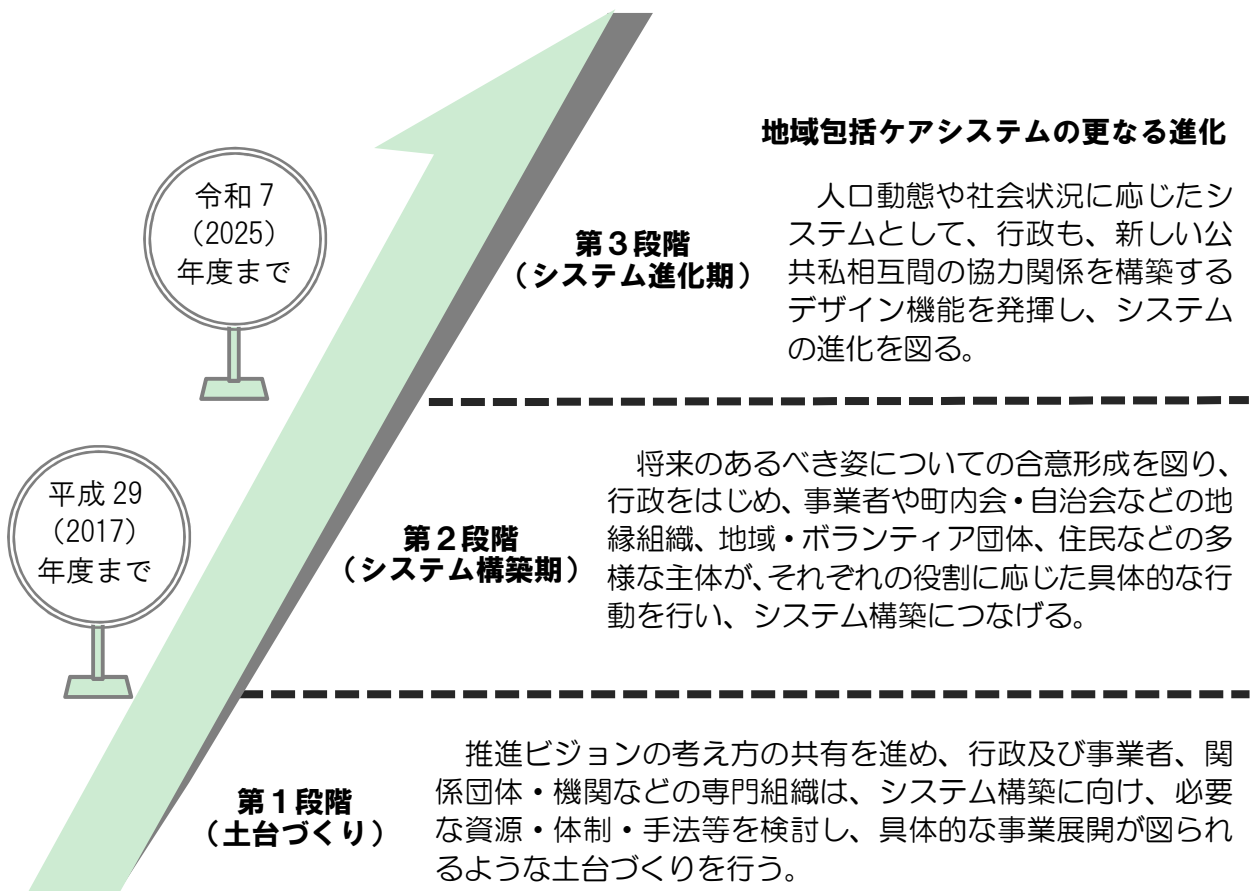 地域包括ケアシステムの更なる進化
令和7
（2025）
年度まで
第３段階
（システム進化期）
人口動態や社会状況に応じたシ
ステムとして、行政も、新しい公
共私相互間の協力関係を構築する
デザイン機能を発揮し、システム
の進化を図る。
平成29
（2017）
年度まで
第２段階
（システム構築期）
将来のあるべき姿についての合意形成を図り、
行政をはじめ、事業者や町内会・自治会などの地
縁組織、地域・ボランティア団体、住民などの多
様な主体が、それぞれの役割に応じた具体的な行
動を行い、システム構築につなげる。
第１段階
（土台づくり）
推進ビジョンの考え方の共有を進め、行政及び事業者、関
係団体・機関などの専門組織は、システム構築に向け、必要
な資源・体制・手法等を検討し、具体的な事業展開が図られ
るような土台づくりを行う。